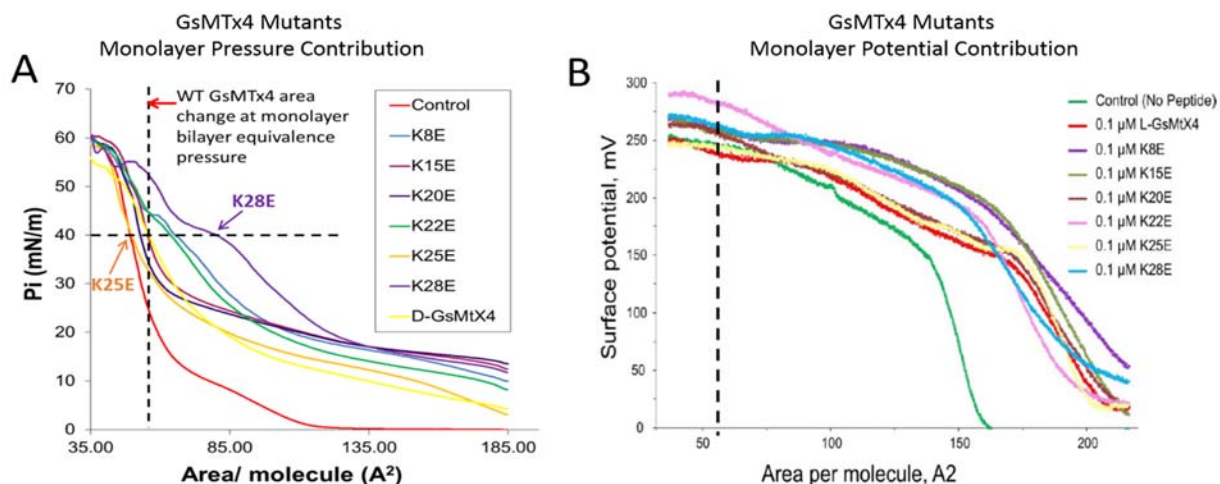 GsMTx4 Mutants
Monolayer Pressure Contribution
A
Pi (mN/m)
70
60
50
40
30
20
10
0
35.00
85.00
135.00
185.00
Area/ molecule (A²)
WT GsMTx4 area
change at monolayer
bilayer equivalence
pressure
K28E
K25E
Control
K8E
K15E
K20E
K22E
K25E
K28E
D-GsMtX4
GsMTx4 Mutants
Monolayer Potential Contribution
B
Surface potential, mV
300
250
200
150
100
50
0
50
100
150
200
Area per molecule, A2
Control (No Peptide)
0.1 µM L-GsMtX4
0.1 µM K8E
0.1 µM K15E
0.1 µM K20E
0.1 µM K22E
0.1 µM K25E
0.1 µM K28E